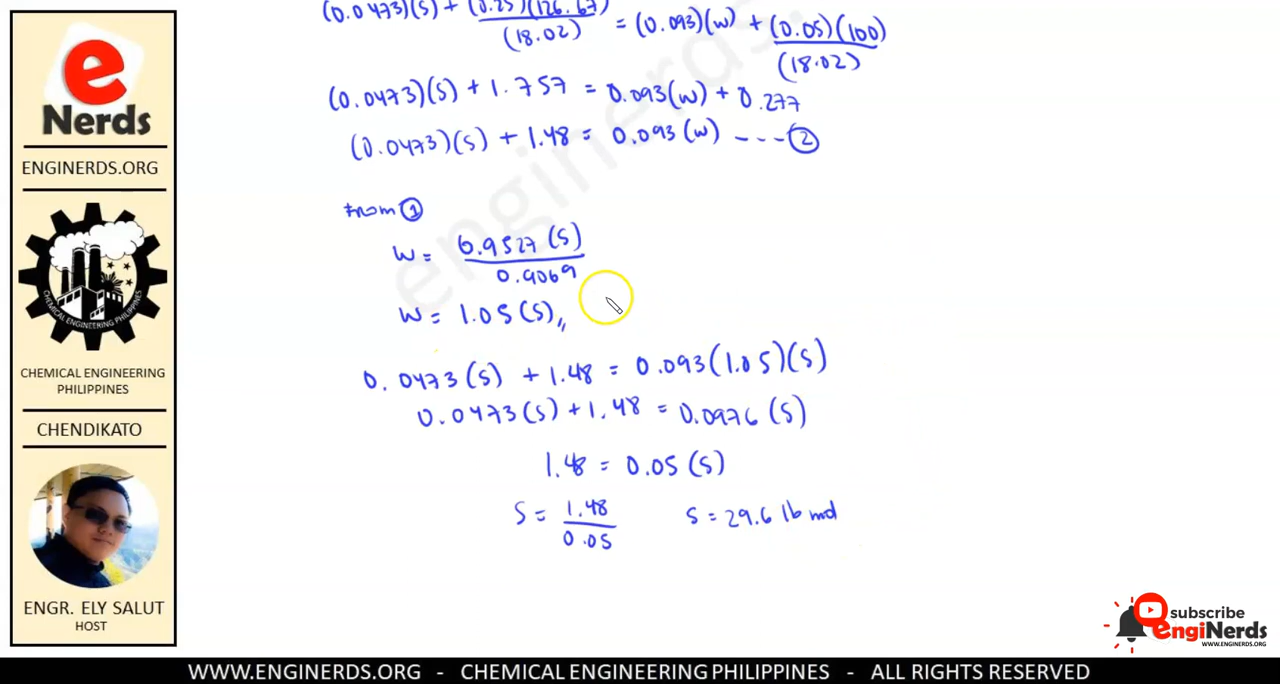 (0.0473)(S) + (0.25)(126.67)/(18.02) = (0.093)(W) + (0.05)(100)/(18.02)
(0.0473)(S) + 1.757 = 0.093(W) + 0.277
(0.0473)(S) + 1.48 = 0.093(W) ---- ②
from ①
W = 0.9527(S)/0.9069
W = 1.05(S),,
0.0473(S) + 1.48 = 0.093(1.05)(S)
0.0473(S) + 1.48 = 0.0976(S)
1.48 = 0.05(S)
S = 1.48/0.05 S = 29.6 lb mol
enginerds.
e
Nerds
ENGINERDS.ORG
CHEMICAL ENGINEERING PHILIPPINES
CHEMICAL ENGINEERING
PHILIPPINES
CHENDIKATO
ENGR. ELY SALUT
HOST
subscribe
EngiNerds
WWW.ENGINERDS.ORG
WWW.ENGINERDS.ORG - CHEMICAL ENGINEERING PHILIPPINES - ALL RIGHTS RESERVED